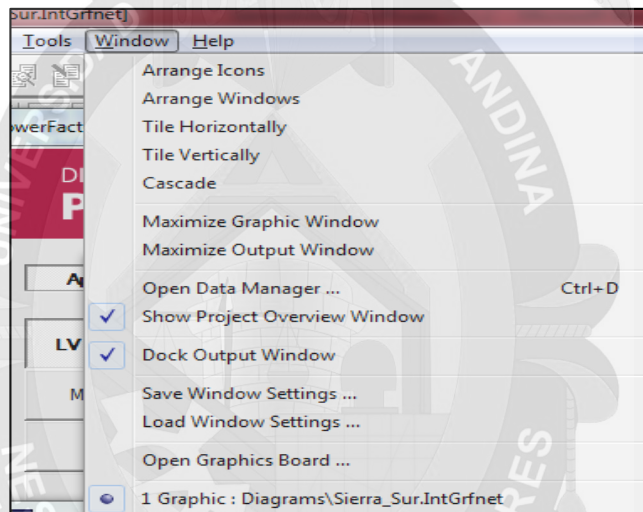 Sur.IntGrfnet]
Tools Window Help
Arrange Icons
Arrange Windows
Tile Horizontally
Tile Vertically
Cascade
Maximize Graphic Window
Maximize Output Window
Open Data Manager ... Ctrl+D
Show Project Overview Window
Dock Output Window
Save Window Settings ...
Load Window Settings ...
Open Graphics Board ...
1 Graphic : Diagrams\Sierra_Sur.IntGrfnet
werFact
DI
P
LV
M
ANDINA